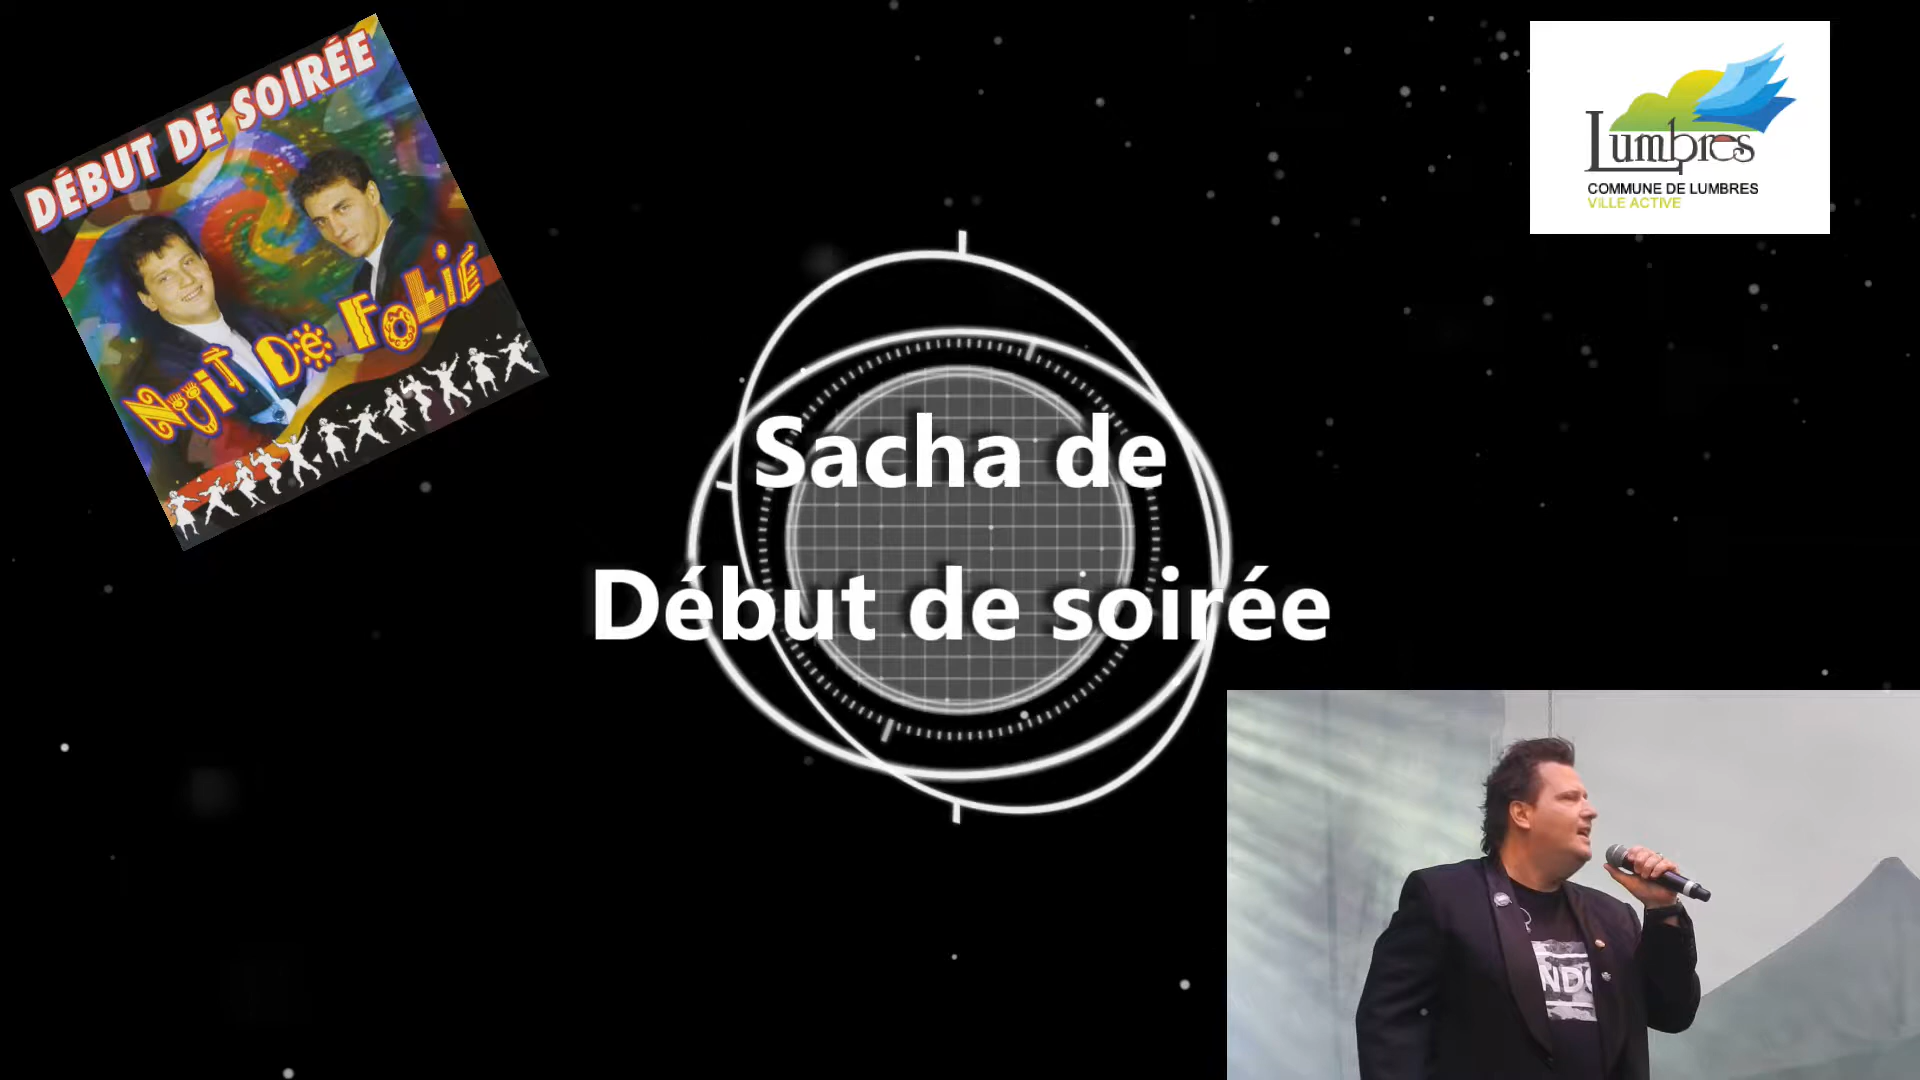 DÉBUT DE SOIRÉE
NUIT DE FOLIE
Lumbres
COMMUNE DE LUMBRES
VILLE ACTIVE
Sacha de
Début de soirée